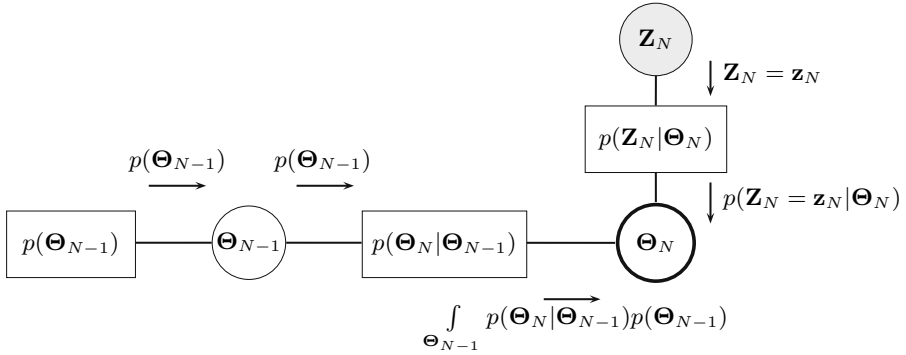 𝐙_N
𝐙_N = 𝐳_N
p(𝐙_N|𝚯_N)
p(𝚯_{N-1}) p(𝚯_{N-1})
p(𝐙_N = 𝐳_N|𝚯_N)
p(𝚯_{N-1}) 𝚯_{N-1} p(𝚯_N|𝚯_{N-1}) 𝚯_N
∫_{𝚯_{N-1}} p(𝚯_N|𝚯_{N-1})p(𝚯_{N-1})